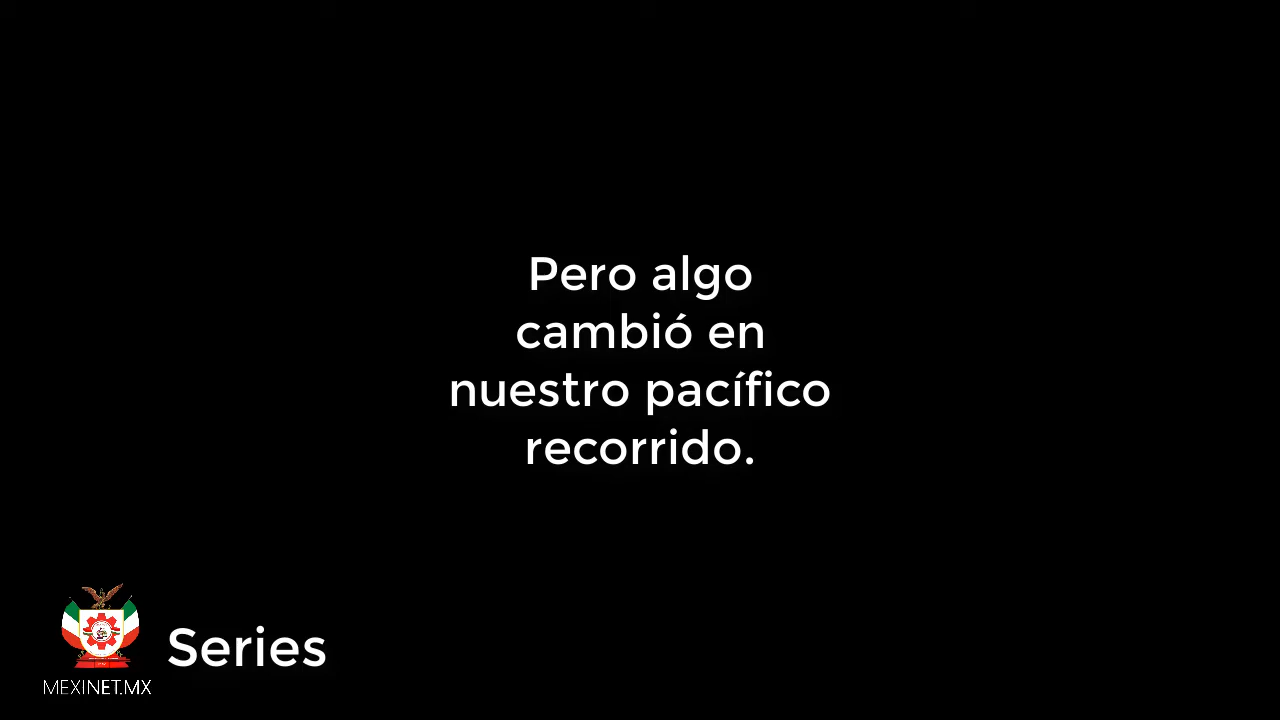 Pero algo
cambió en
nuestro pacífico
recorrido.
Series
MEXINET.MX